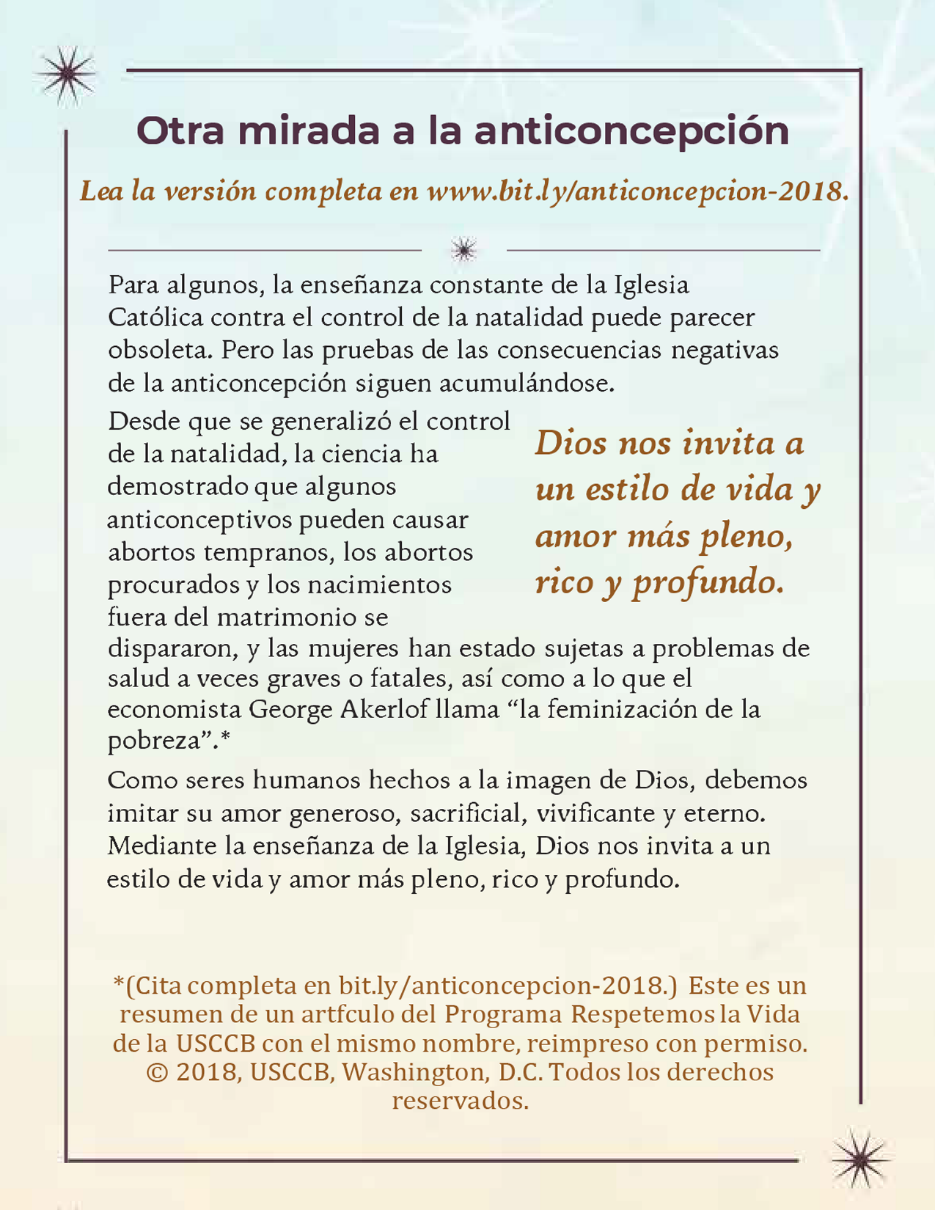 Otra mirada a la anticoncepción
Lea la versión completa en www.bit.ly/anticoncepcion-2018.
Para algunos, la enseñanza constante de la Iglesia
Católica contra el control de la natalidad puede parecer
obsoleta. Pero las pruebas de las consecuencias negativas
de la anticoncepción siguen acumulándose.
Desde que se generalizó el control
de la natalidad, la ciencia ha
demostrado que algunos
anticonceptivos pueden causar
abortos tempranos, los abortos
procurados y los nacimientos
fuera del matrimonio se
dispararon, y las mujeres han estado sujetas a problemas de
salud a veces graves o fatales, así como a lo que el
economista George Akerlof llama “la feminización de la
pobreza”.*
Dios nos invita a
un estilo de vida y
amor más pleno,
rico y profundo.
Como seres humanos hechos a la imagen de Dios, debemos
imitar su amor generoso, sacrificial, vivificante y eterno.
Mediante la enseñanza de la Iglesia, Dios nos invita a un
estilo de vida y amor más pleno, rico y profundo.
*(Cita completa en bit.ly/anticoncepcion-2018.) Este es un
resumen de un artfculo del Programa Respetemos la Vida
de la USCCB con el mismo nombre, reimpreso con permiso.
© 2018, USCCB, Washington, D.C. Todos los derechos
reservados.